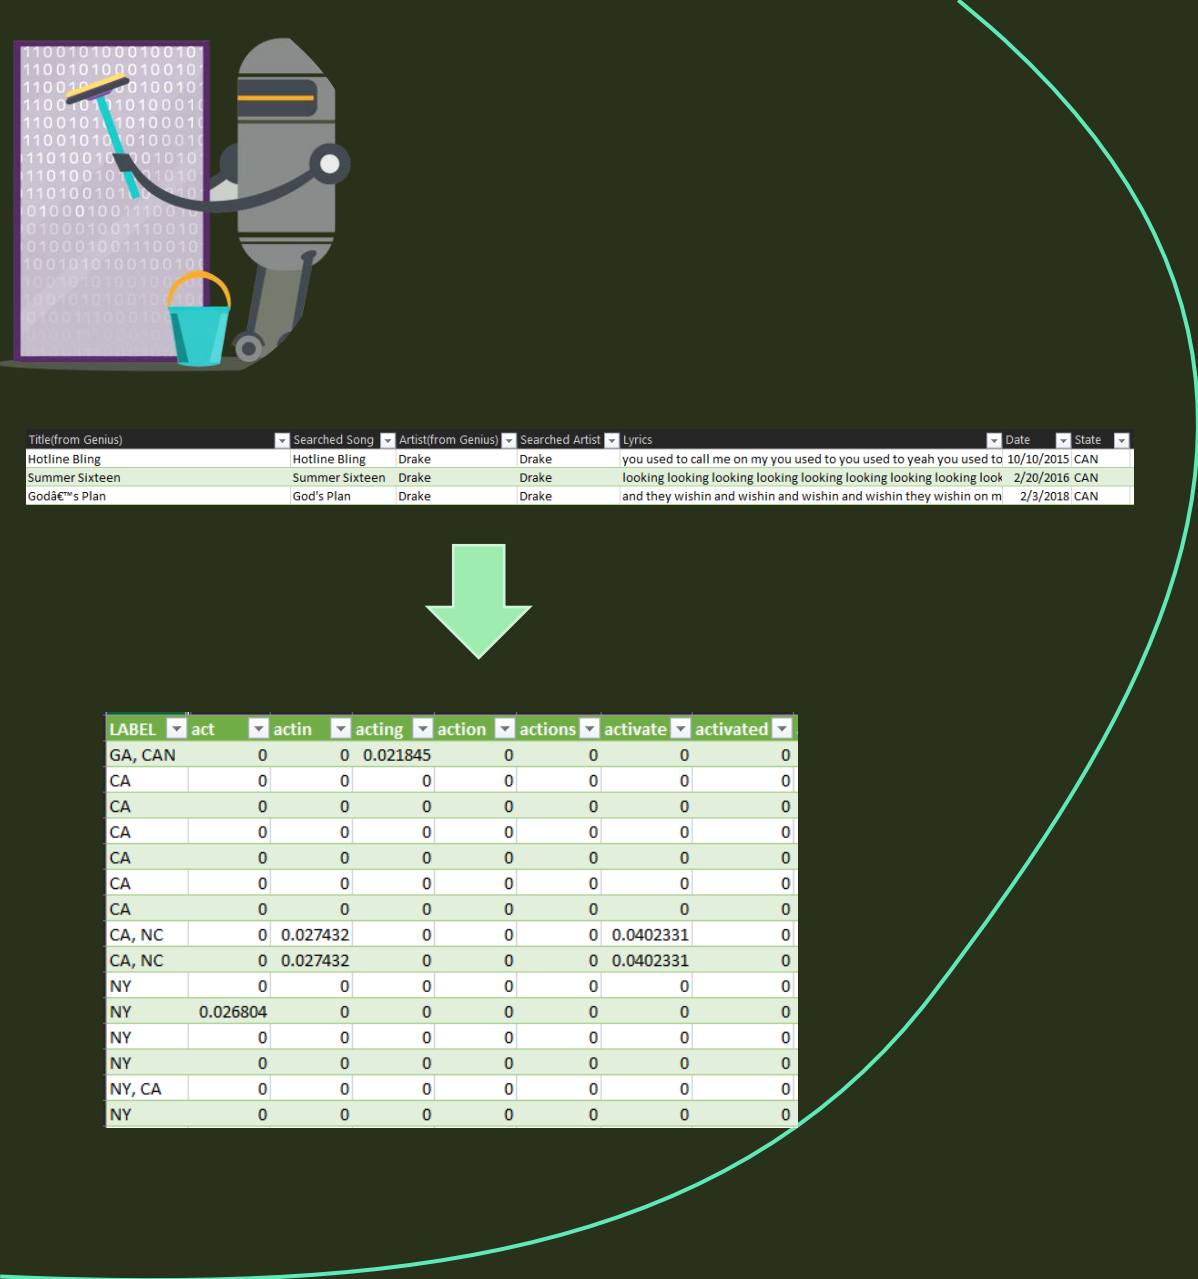 110010100010010
1100101000100101
Title(from Genius) Searched Song Artist(from Genius) Searched Artist Lyrics Date State
Hotline Bling Hotline Bling Drake Drake you used to call me on my you used to you used to yeah you used to 10/10/2015 CAN
Summer Sixteen Summer Sixteen Drake Drake looking looking looking looking looking looking looking looking look 2/20/2016 CAN
Godâ€™s Plan God's Plan Drake Drake and they wishin and wishin and wishin and wishin they wishin on m 2/3/2018 CAN
LABEL act actin acting action actions activate activated
GA, CAN 0 0 0.021845 0 0 0 0
CA 0 0 0 0 0 0 0
CA 0 0 0 0 0 0 0
CA 0 0 0 0 0 0 0
CA 0 0 0 0 0 0 0
CA 0 0 0 0 0 0 0
CA 0 0 0 0 0 0 0
CA, NC 0 0.027432 0 0 0 0.0402331 0
CA, NC 0 0.027432 0 0 0 0.0402331 0
NY 0 0 0 0 0 0 0
NY 0.026804 0 0 0 0 0 0
NY 0 0 0 0 0 0 0
NY 0 0 0 0 0 0 0
NY, CA 0 0 0 0 0 0 0
NY 0 0 0 0 0 0 0